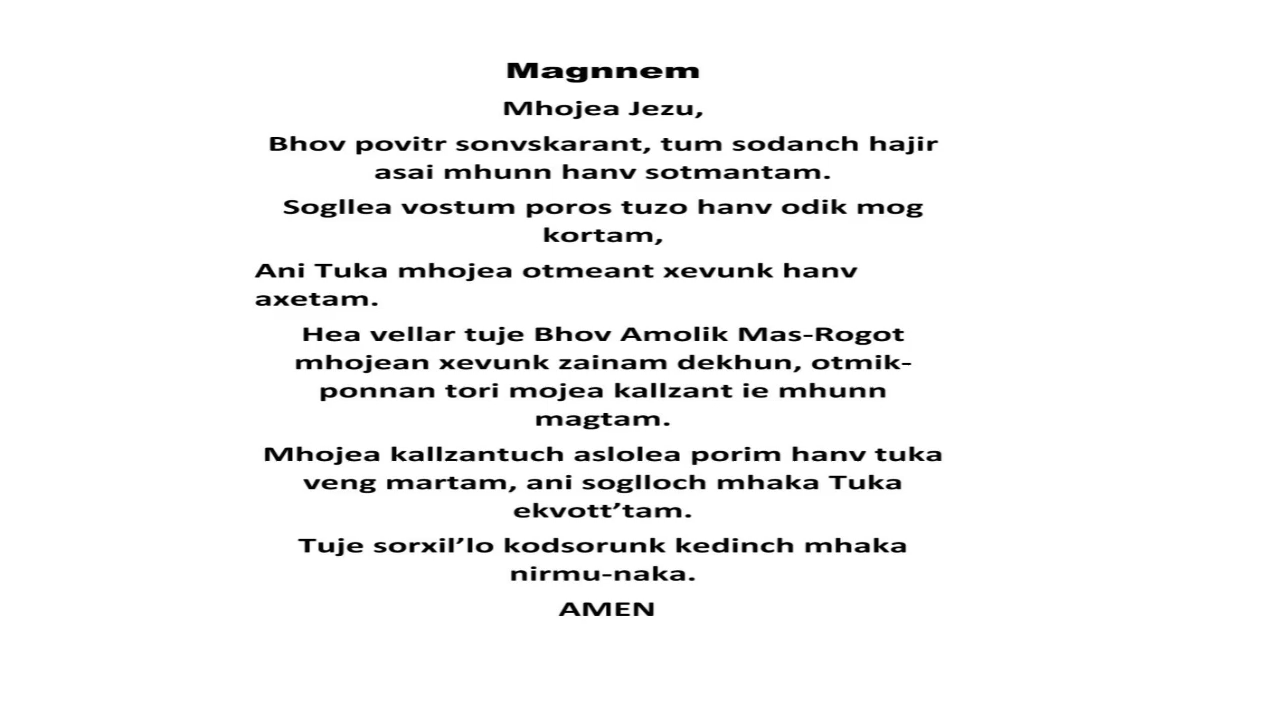 Magnnem
Mhojea Jezu,
Bhov povitr sonvskarant, tum sodanch hajir
asai mhunn hanv sotmantam.
Sogllea vostum poros tuzo hanv odik mog
kortam,
Ani Tuka mhojea otmeant xevunk hanv
axetam.
Hea vellar tuje Bhov Amolik Mas-Rogot
mhojean xevunk zainam dekhun, otmik-
ponnan tori mojea kallzant ie mhunn
magtam.
Mhojea kallzantuch aslolea porim hanv tuka
veng martam, ani soglloch mhaka Tuka
ekvott’tam.
Tuje sorxil’lo kodsorunk kedinch mhaka
nirmu-naka.
AMEN